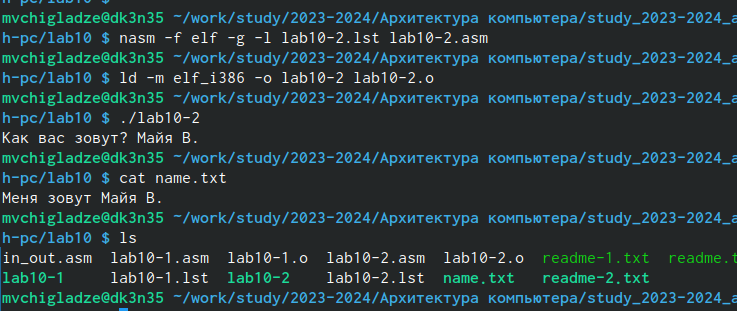 mvchigladze@dk3n35 ~/work/study/2023-2024/Архитектура компьютера/study_2023-2024_a
h-pc/lab10 $ nasm -f elf -g -l lab10-2.lst lab10-2.asm
mvchigladze@dk3n35 ~/work/study/2023-2024/Архитектура компьютера/study_2023-2024_a
h-pc/lab10 $ ld -m elf_i386 -o lab10-2 lab10-2.o
mvchigladze@dk3n35 ~/work/study/2023-2024/Архитектура компьютера/study_2023-2024_a
h-pc/lab10 $ ./lab10-2
Как вас зовут? Майя В.
mvchigladze@dk3n35 ~/work/study/2023-2024/Архитектура компьютера/study_2023-2024_a
h-pc/lab10 $ cat name.txt
Меня зовут Майя В.
mvchigladze@dk3n35 ~/work/study/2023-2024/Архитектура компьютера/study_2023-2024_a
h-pc/lab10 $ ls
in_out.asm lab10-1.asm lab10-1.o lab10-2.asm lab10-2.o readme-1.txt readme.t
lab10-1 lab10-1.lst lab10-2 lab10-2.lst name.txt readme-2.txt
mvchigladze@dk3n35 ~/work/study/2023-2024/Архитектура компьютера/study_2023-2024_a